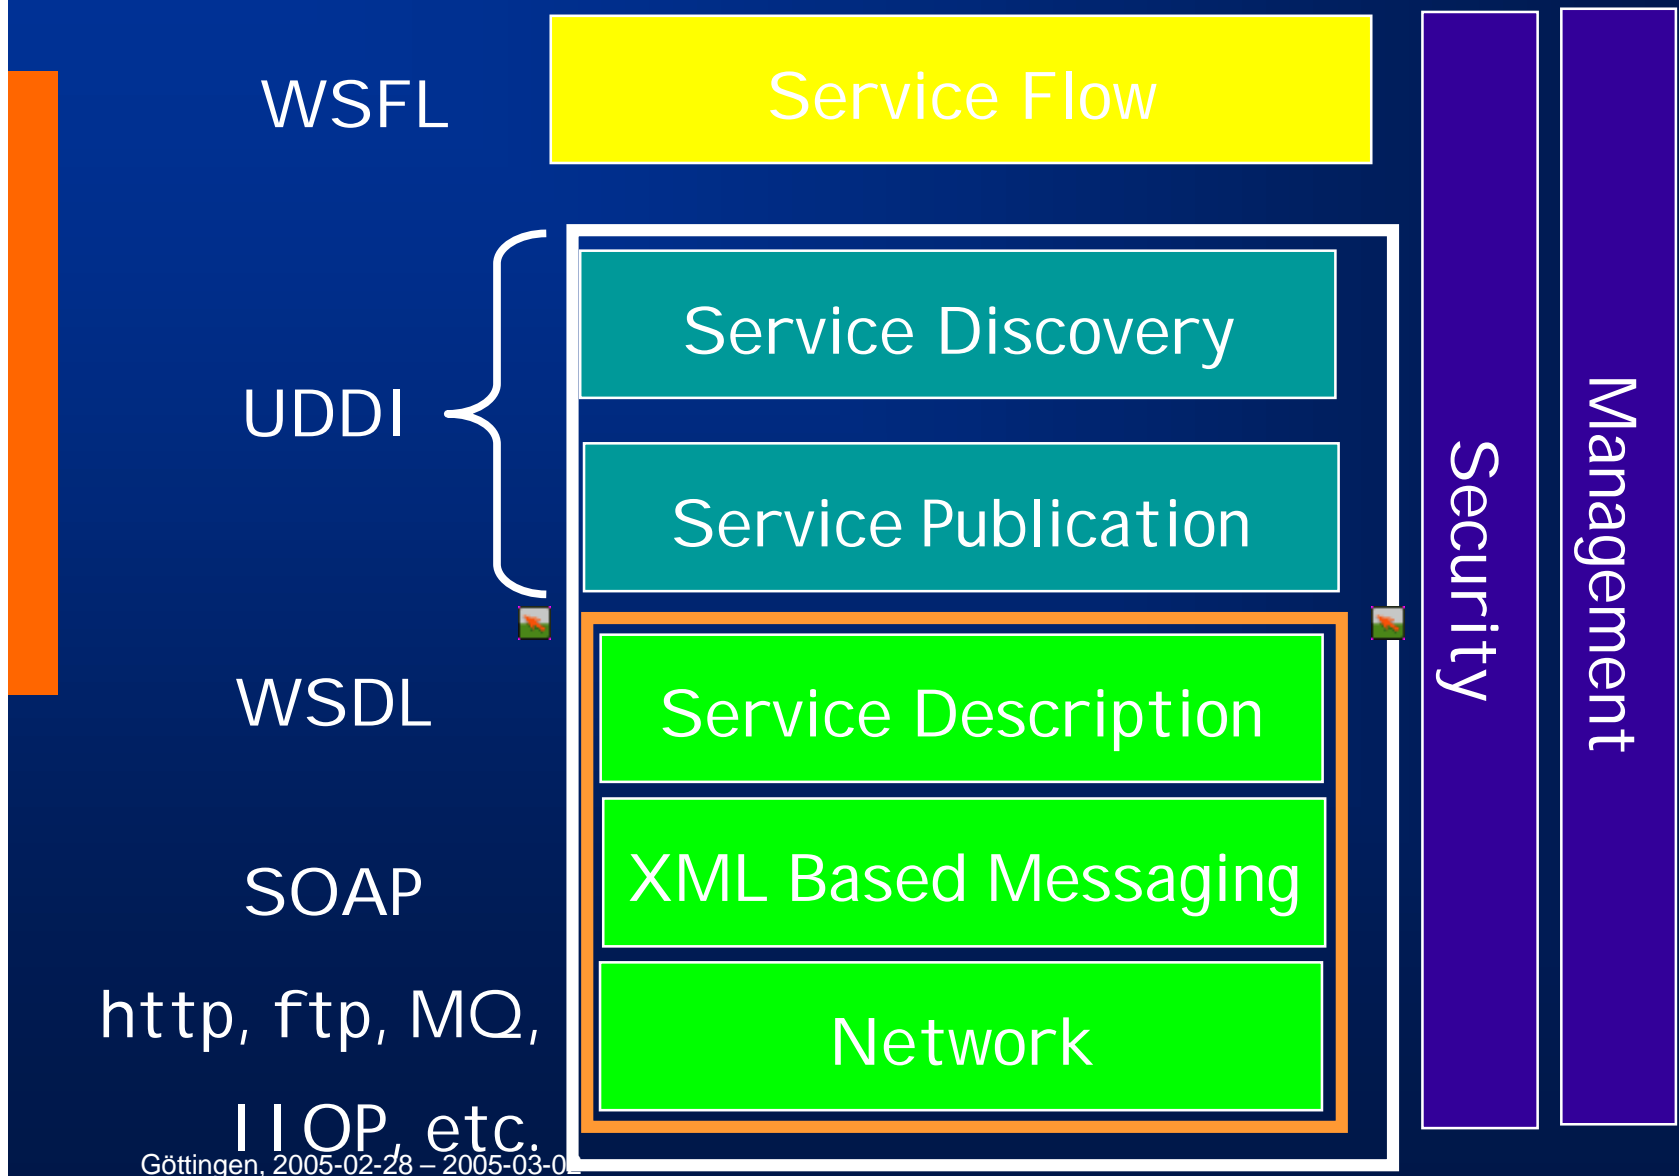 WSFL
Service Flow
UDDI
Service Discovery
Service Publication
WSDL
Service Description
SOAP
XML Based Messaging
http, ftp, MQ,
IIOP, etc.
Network
Security
Management
Göttingen, 2005-02-28 – 2005-03-02